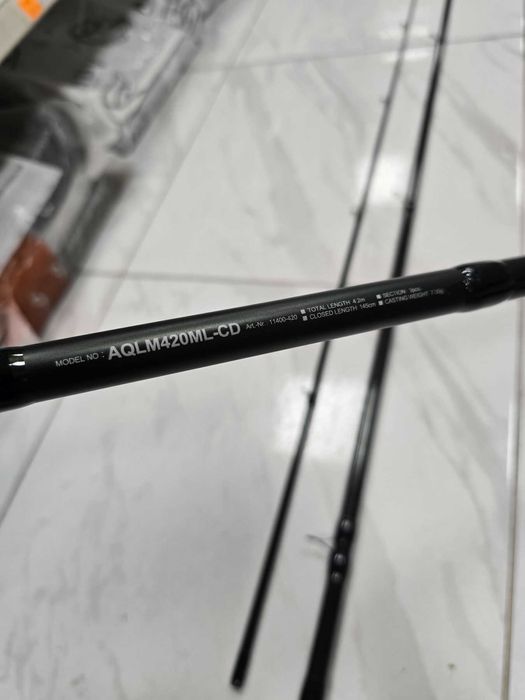 MODEL NO : AQLM420ML-CD Art.-Nr. 11400-420
■ TOTAL LENGTH 4.2m ■ SECTION 3pcs.
■ CLOSED LENGTH 145cm ■ CASTING WEIGHT